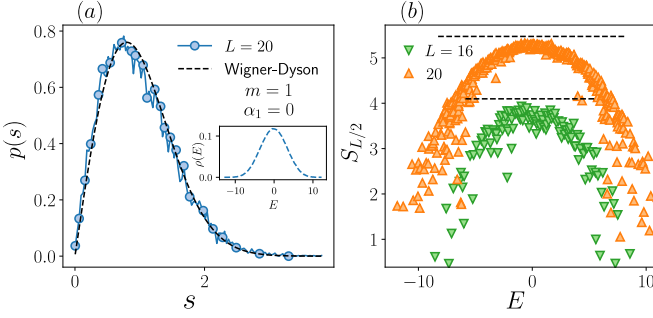 (a)
0.8
0.6
0.4
0.2
0.0
p(s)
L = 20
Wigner-Dyson
m = 1
α₁ = 0
0.1
0.0
ρ(E)
−10 0 10
E
0 2
s
(b)
5
4
3
2
1
S_{L/2}
L = 16
20
−10 0 10
E